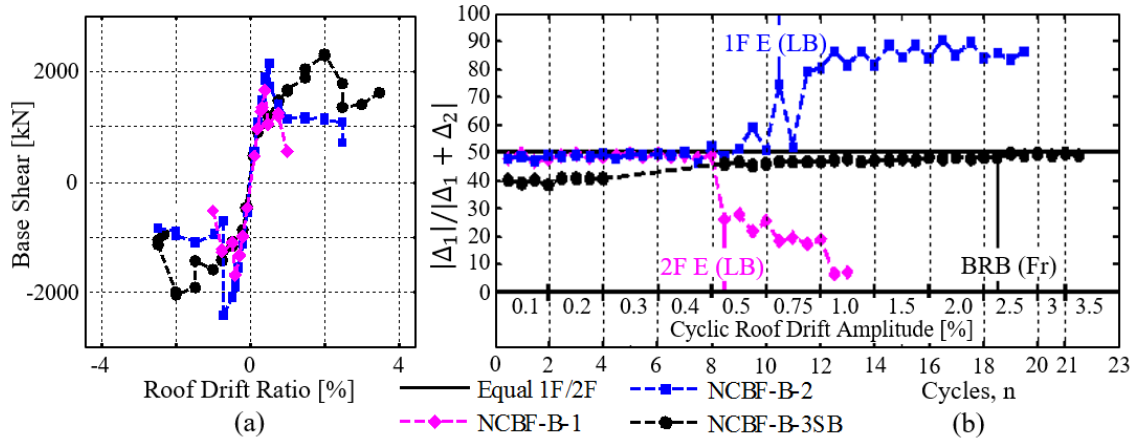 Base Shear [kN]
2000
0
-2000
-4
0
4
Roof Drift Ratio [%]
(a)
|Δ1|/|Δ1 + Δ2|
100
90
80
70
60
50
40
30
20
10
0
1F E (LB)
2F E (LB)
BRB (Fr)
0.1 0.2 0.3 0.4 0.5 0.75 1.0 1.5 2.0 2.5 3 3.5
Cyclic Roof Drift Amplitude [%]
0 2 4 6 8 10 12 14 16 18 20 21 23
Cycles, n
(b)
Equal 1F/2F
NCBF-B-2
NCBF-B-1
NCBF-B-3SB